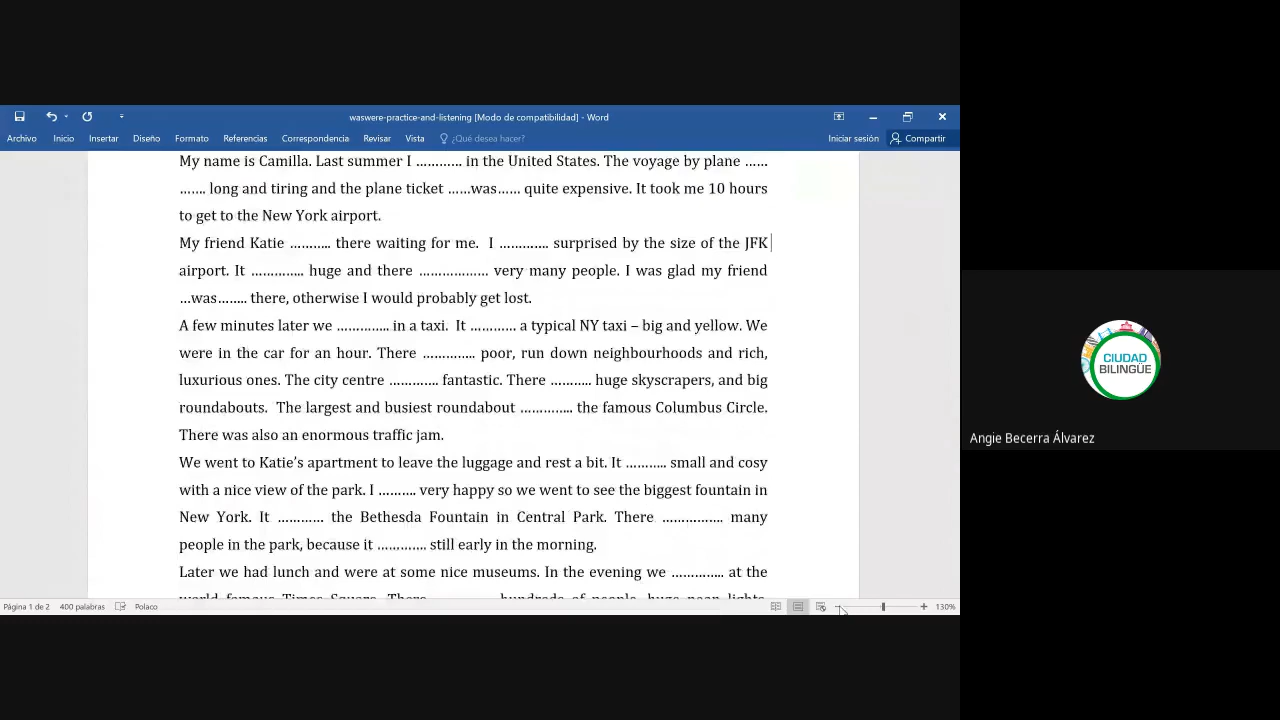 waswere-practice-and-listening [Modo de compatibilidad] - Word
Archivo Inicio Insertar Diseño Formato Referencias Correspondencia Revisar Vista ¿Qué desea hacer? Iniciar sesión Compartir
My name is Camilla. Last summer I ………… in the United States. The voyage by plane ……
……. long and tiring and the plane ticket ……was…… quite expensive. It took me 10 hours
to get to the New York airport.
My friend Katie ……….. there waiting for me. I …………. surprised by the size of the JFK
airport. It ………….. huge and there ……………… very many people. I was glad my friend
…was…….. there, otherwise I would probably get lost.
A few minutes later we ………….. in a taxi. It ………… a typical NY taxi – big and yellow. We
were in the car for an hour. There ………….. poor, run down neighbourhoods and rich,
luxurious ones. The city centre …………. fantastic. There ……….. huge skyscrapers, and big
roundabouts. The largest and busiest roundabout ………….. the famous Columbus Circle.
There was also an enormous traffic jam.
We went to Katie's apartment to leave the luggage and rest a bit. It ……….. small and cosy
with a nice view of the park. I ………. very happy so we went to see the biggest fountain in
New York. It ………… the Bethesda Fountain in Central Park. There ……………. many
people in the park, because it …………. still early in the morning.
Later we had lunch and were at some nice museums. In the evening we ………….. at the
world famous Times Square. There ………… hundreds of people, huge neon lights,
Página 1 de 2 400 palabras Polaco 130%
CIUDAD
BILINGÜE
Angie Becerra Álvarez